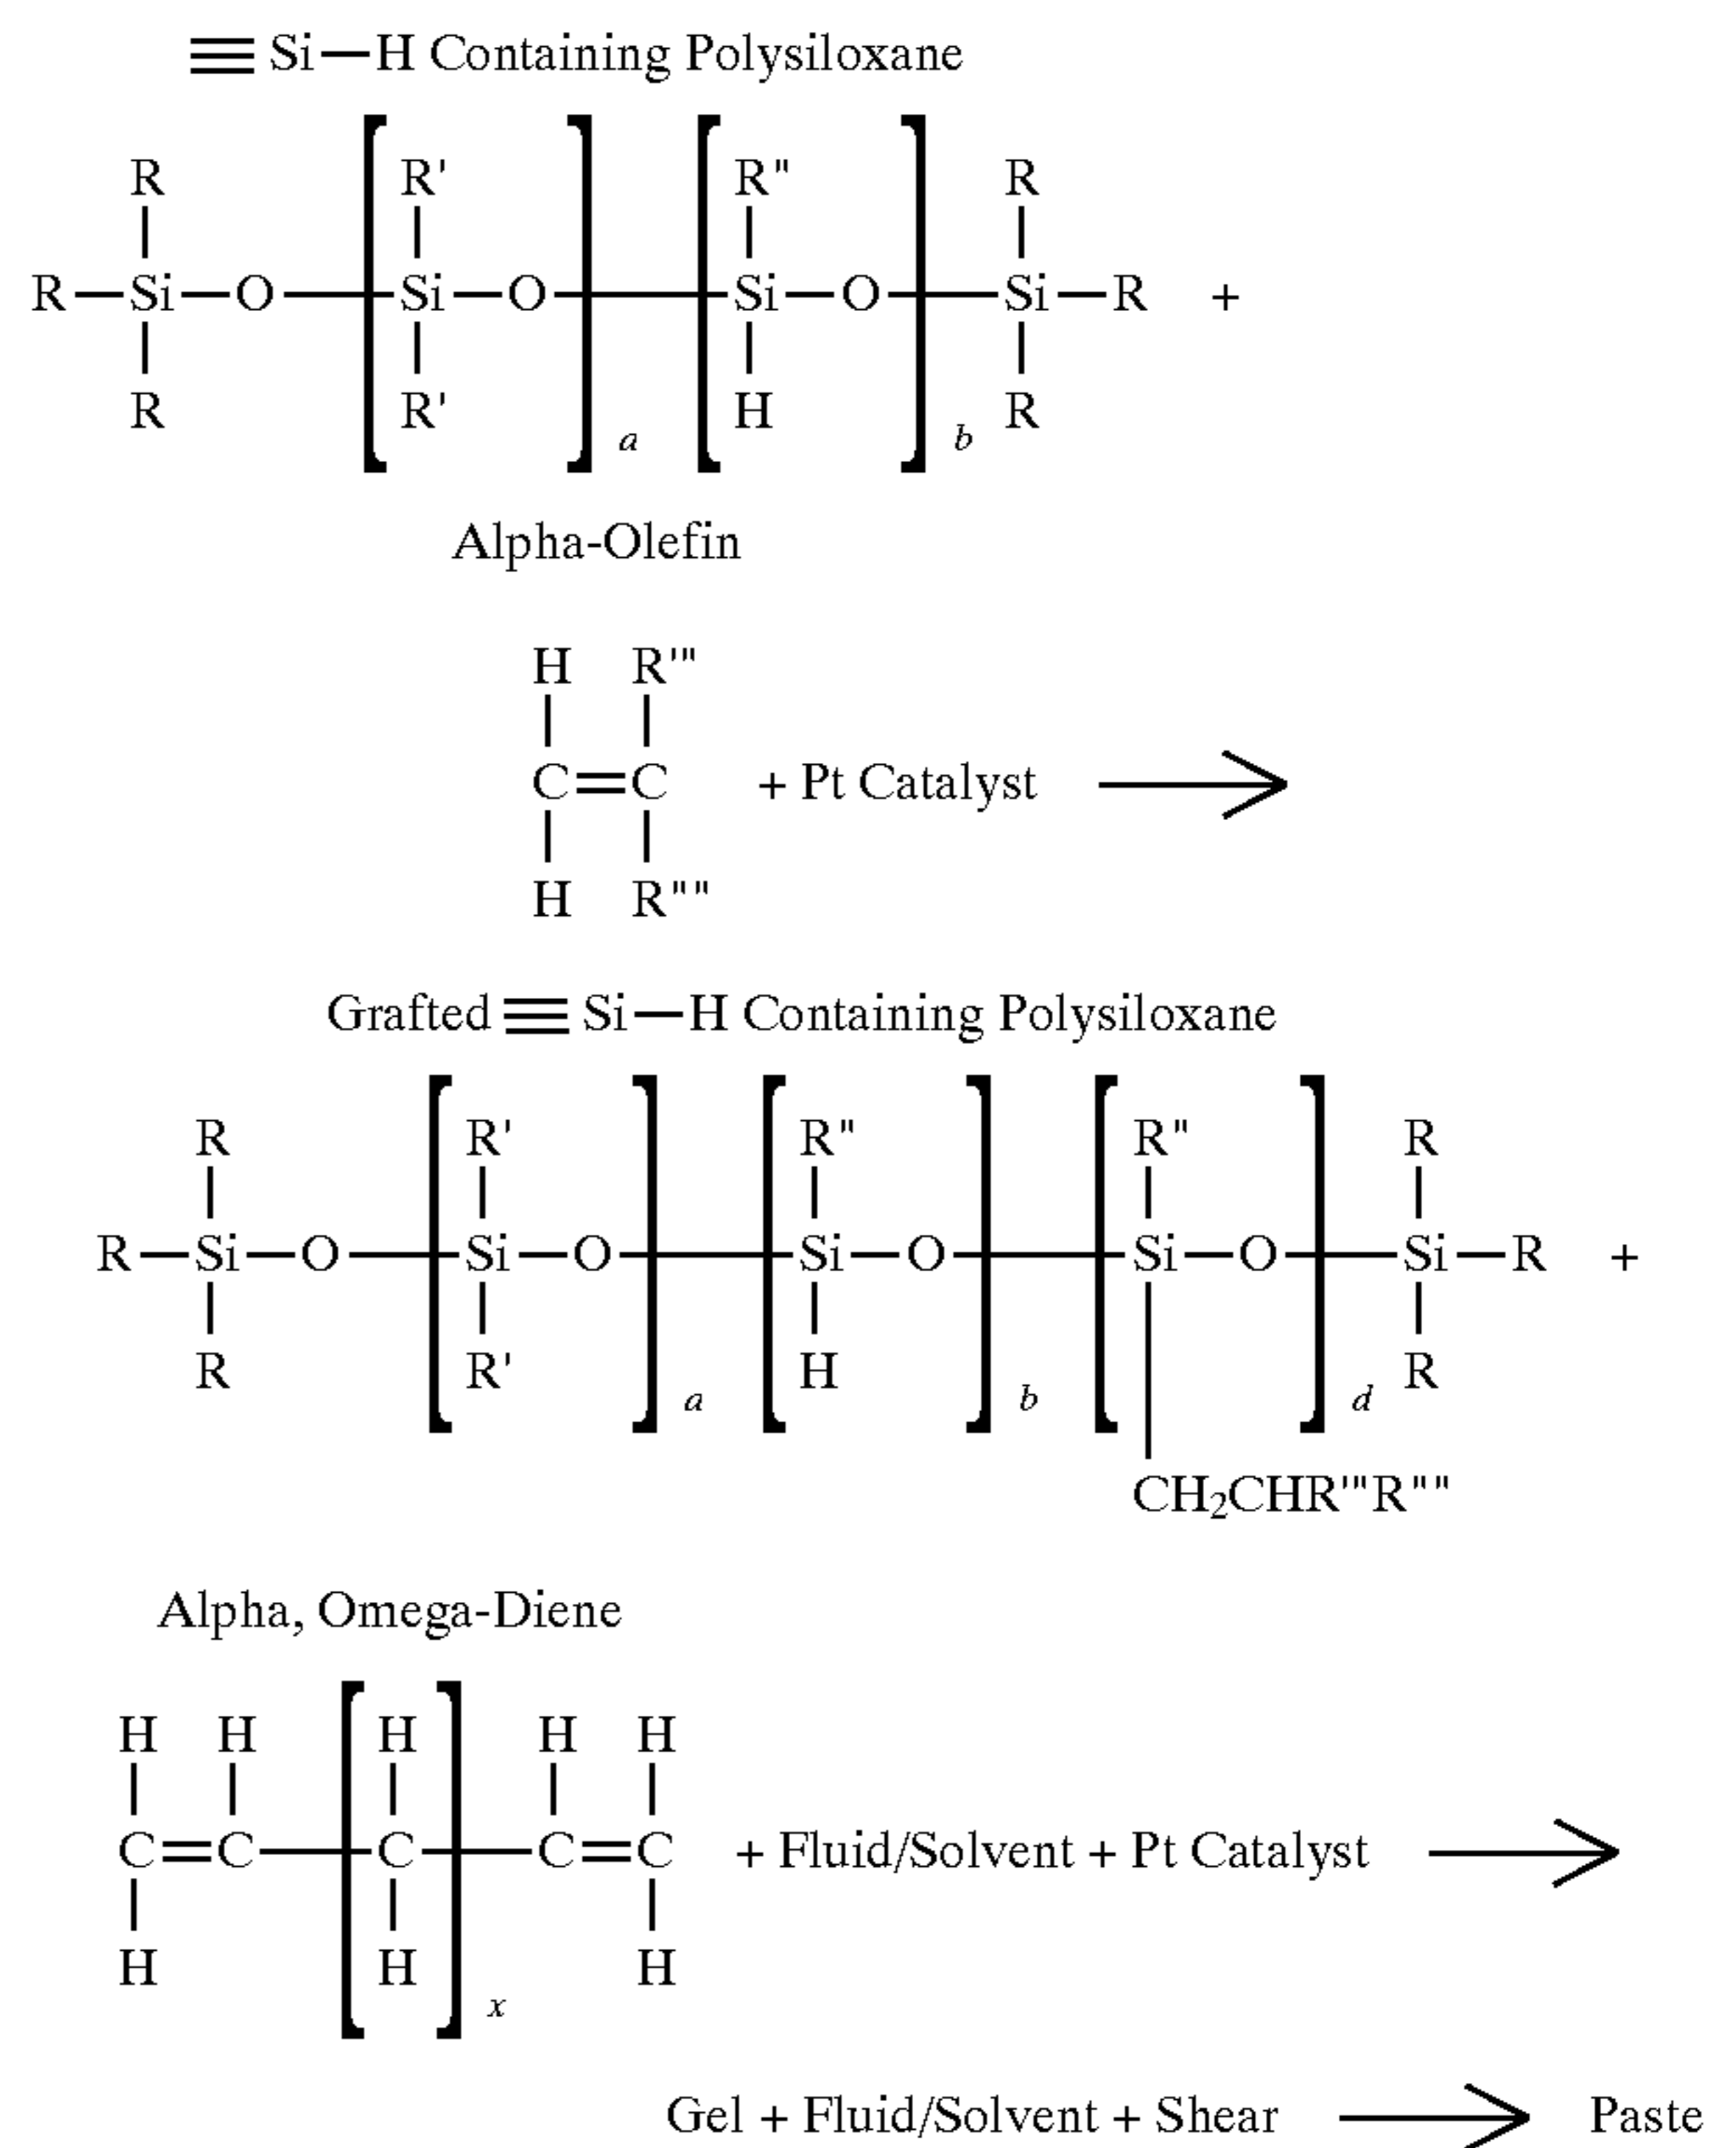 ≡Si—H Containing Polysiloxane
R R' R" R
R—Si—O—[Si—O]—[Si—O]—Si—R +
R R' H R
a b
Alpha-Olefin
H R'"
C=C + Pt Catalyst →
H R""
Grafted ≡Si—H Containing Polysiloxane
R R' R" R" R
R—Si—O—[Si—O]—[Si—O]—[Si—O]—Si—R +
R R' H R
a b d
CH₂CHR'"R""
Alpha, Omega-Diene
H H H H H
C=C—[C]—C=C + Fluid/Solvent + Pt Catalyst →
H H H
x
Gel + Fluid/Solvent + Shear → Paste